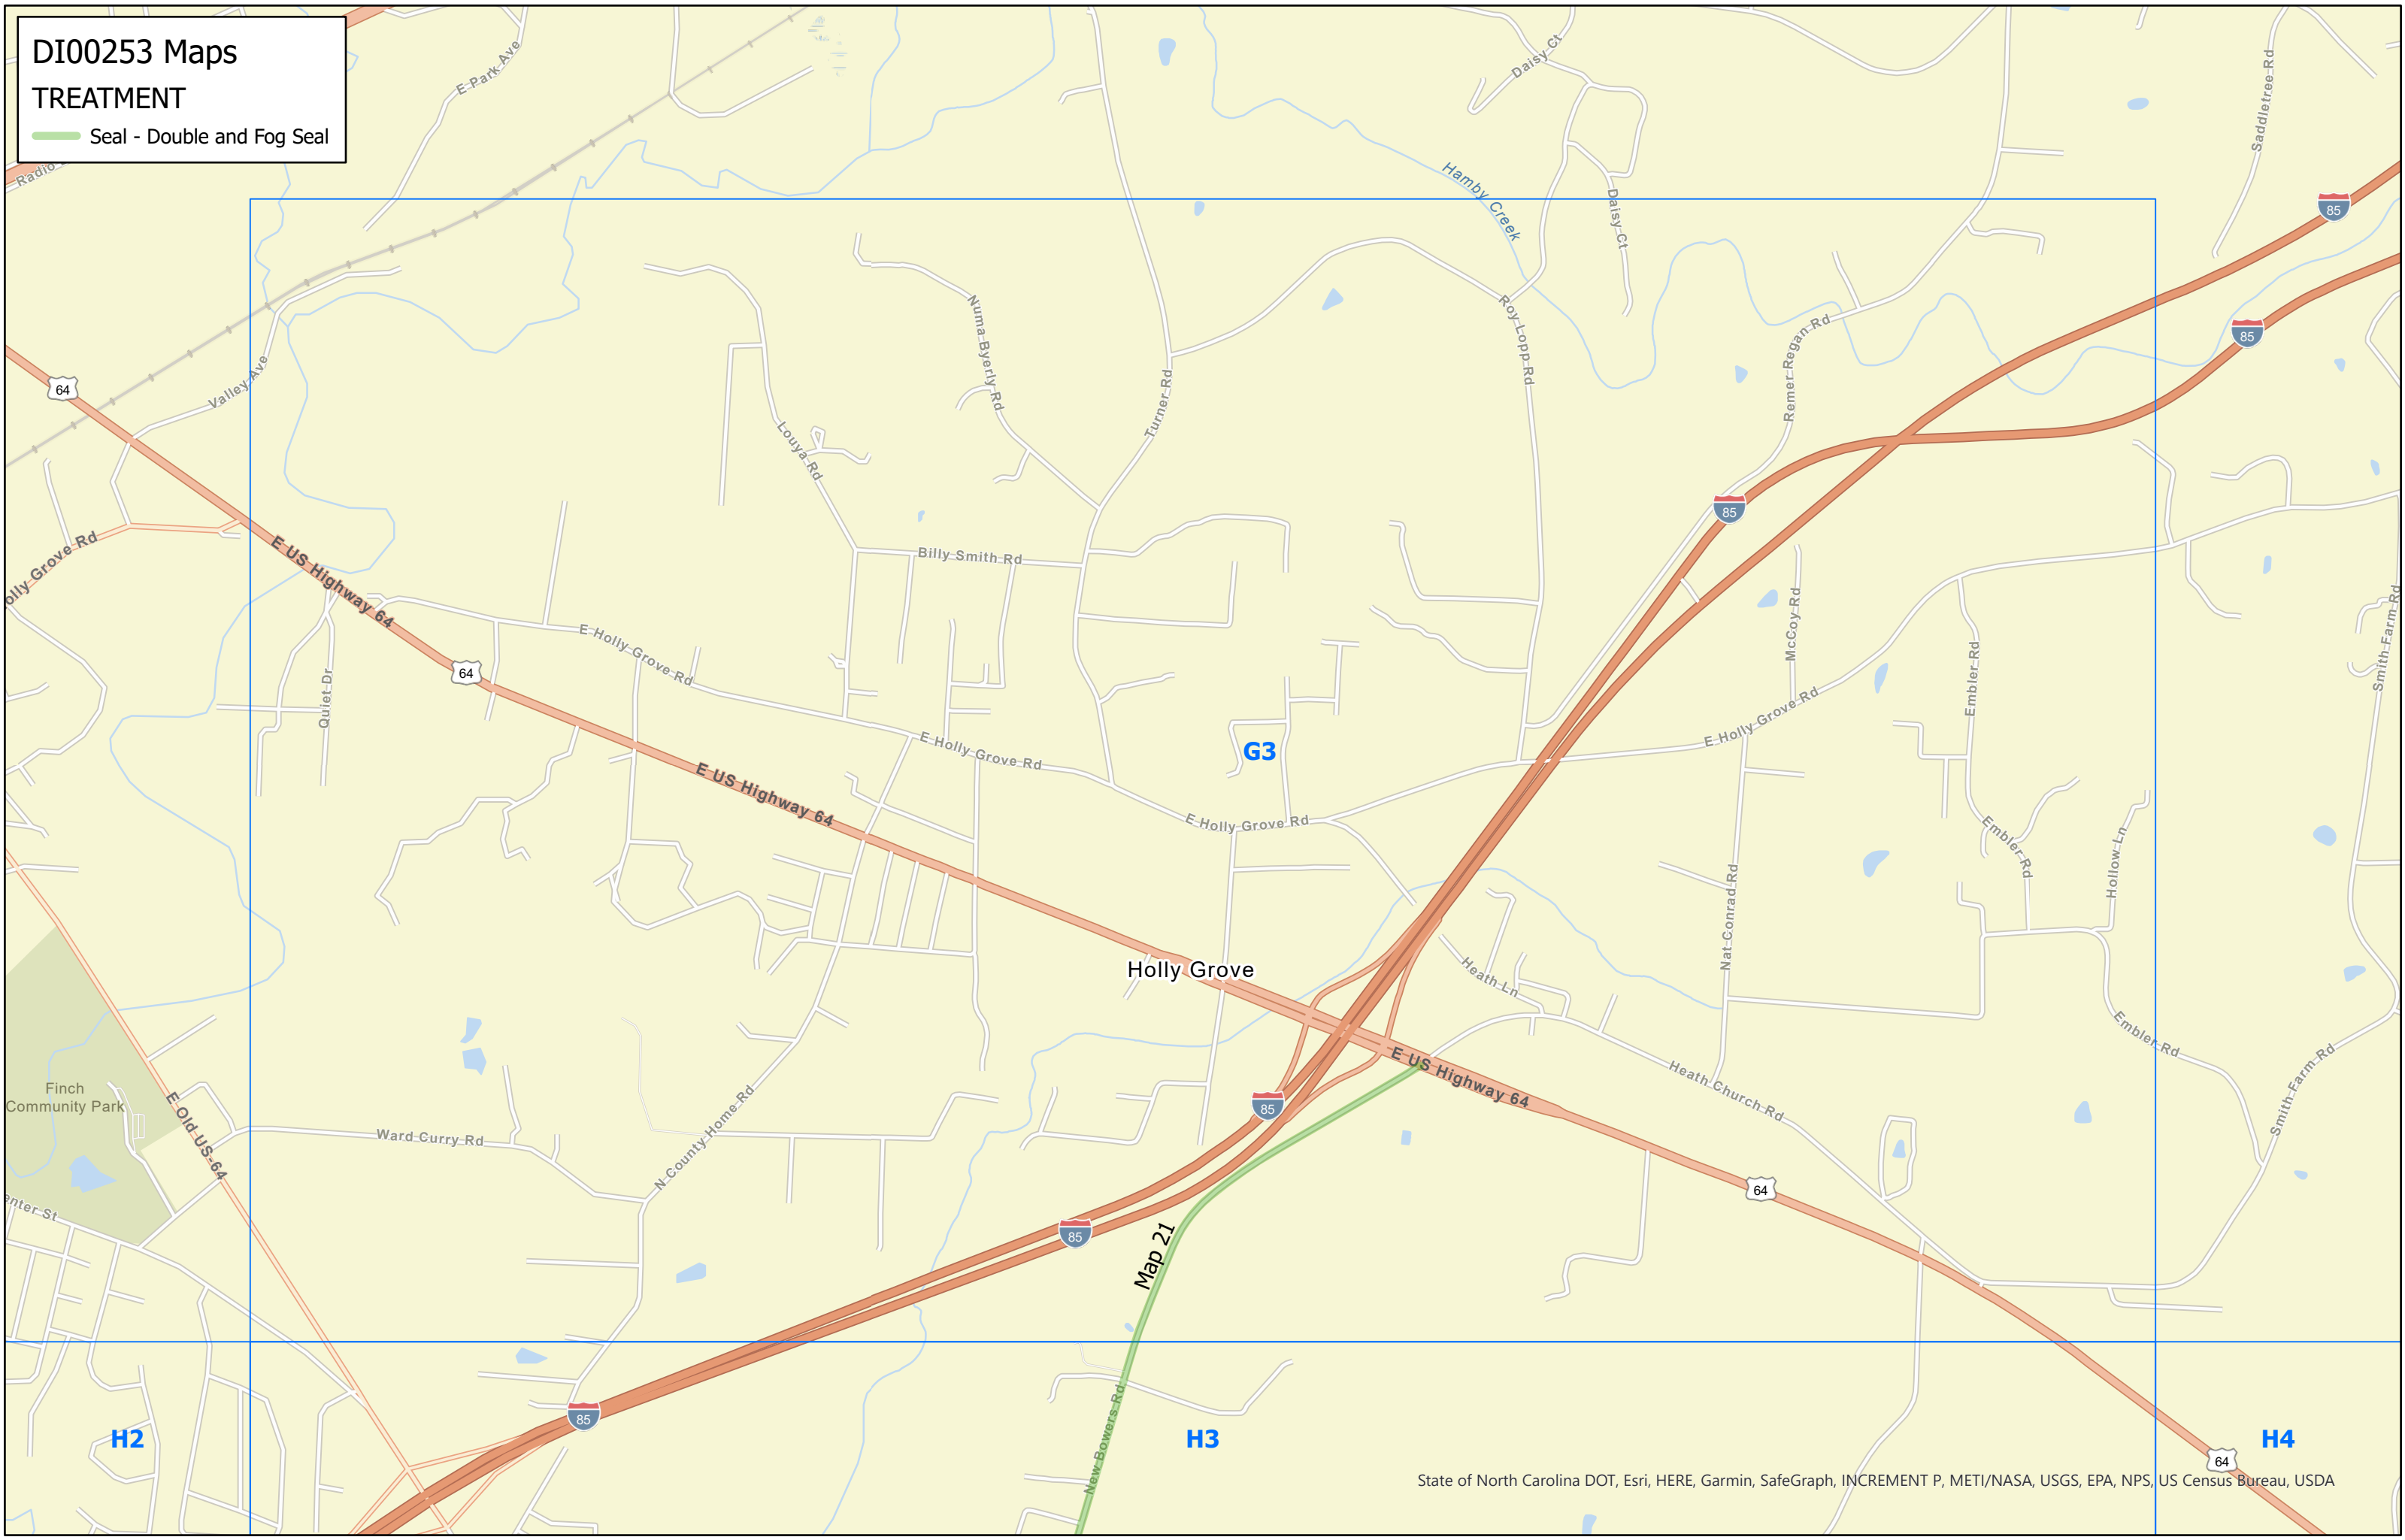 DI00253 Maps
TREATMENT
Seal - Double and Fog Seal
E Park Ave
Daisy Ct
Saddletree Rd
Hamby Creek
Daisy Ct
85
Radio
Numa Byerly Rd
Roy Lopp Rd
Remer Regan Rd
85
64
Valley Ave
Turner Rd
Louya Rd
85
olly Grove Rd
E US Highway 64
Billy Smith Rd
McCoy Rd
Embler Rd
Smith Farm Rd
E Holly Grove Rd
64
Quiet Dr
E Holly Grove Rd
G3
E Holly Grove Rd
E US Highway 64
E Holly Grove Rd
Embler Rd
Hollow Ln
Nat Conrad Rd
Holly Grove
Heath Ln
Embler Rd
E US Highway 64
Heath Church Rd
Smith Farm Rd
Finch
Community Park
E Old US-64
85
Ward Curry Rd
N County Home Rd
64
enter St
85
Map 21
85
New Bowers Rd
H2
H3
H4
64
State of North Carolina DOT, Esri, HERE, Garmin, SafeGraph, INCREMENT P, METI/NASA, USGS, EPA, NPS, US Census Bureau, USDA